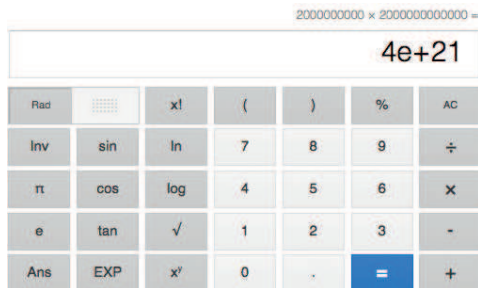 2000000000 × 2000000000000 =
4e+21
Rad x! ( ) % AC
Inv sin ln 7 8 9 ÷
π cos log 4 5 6 ×
e tan √ 1 2 3 -
Ans EXP xʸ 0 . = +